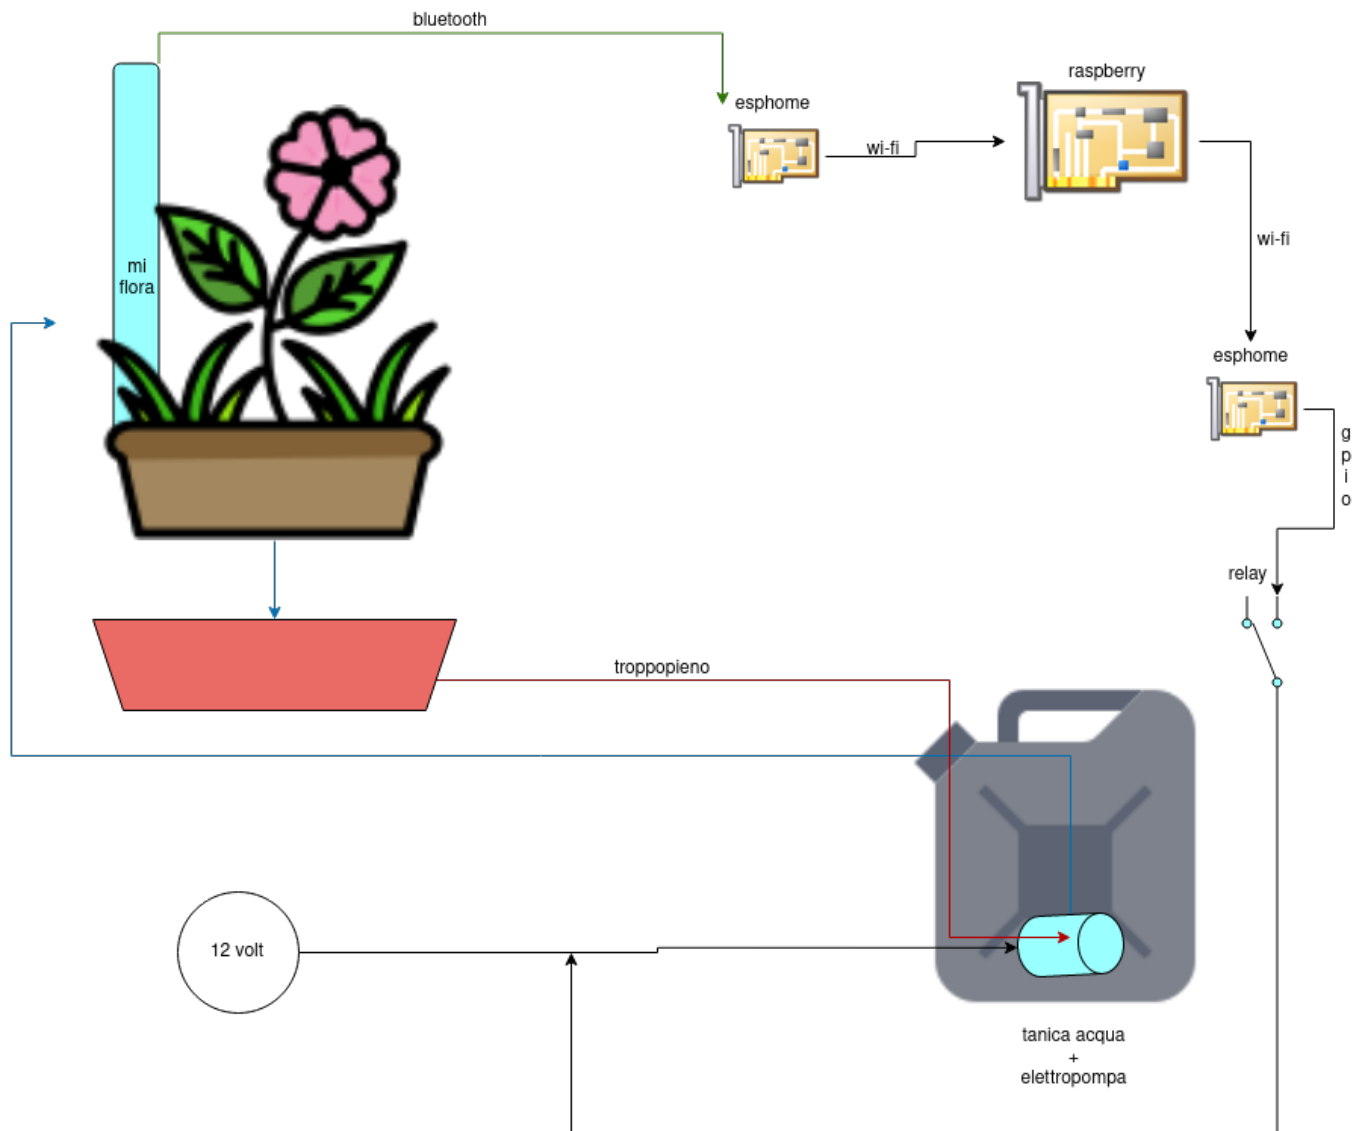 bluetooth
raspberry
esphome
wi-fi
wi-fi
mi
flora
esphome
g
p
i
o
relay
troppopieno
12 volt
tanica acqua
+
elettropompa